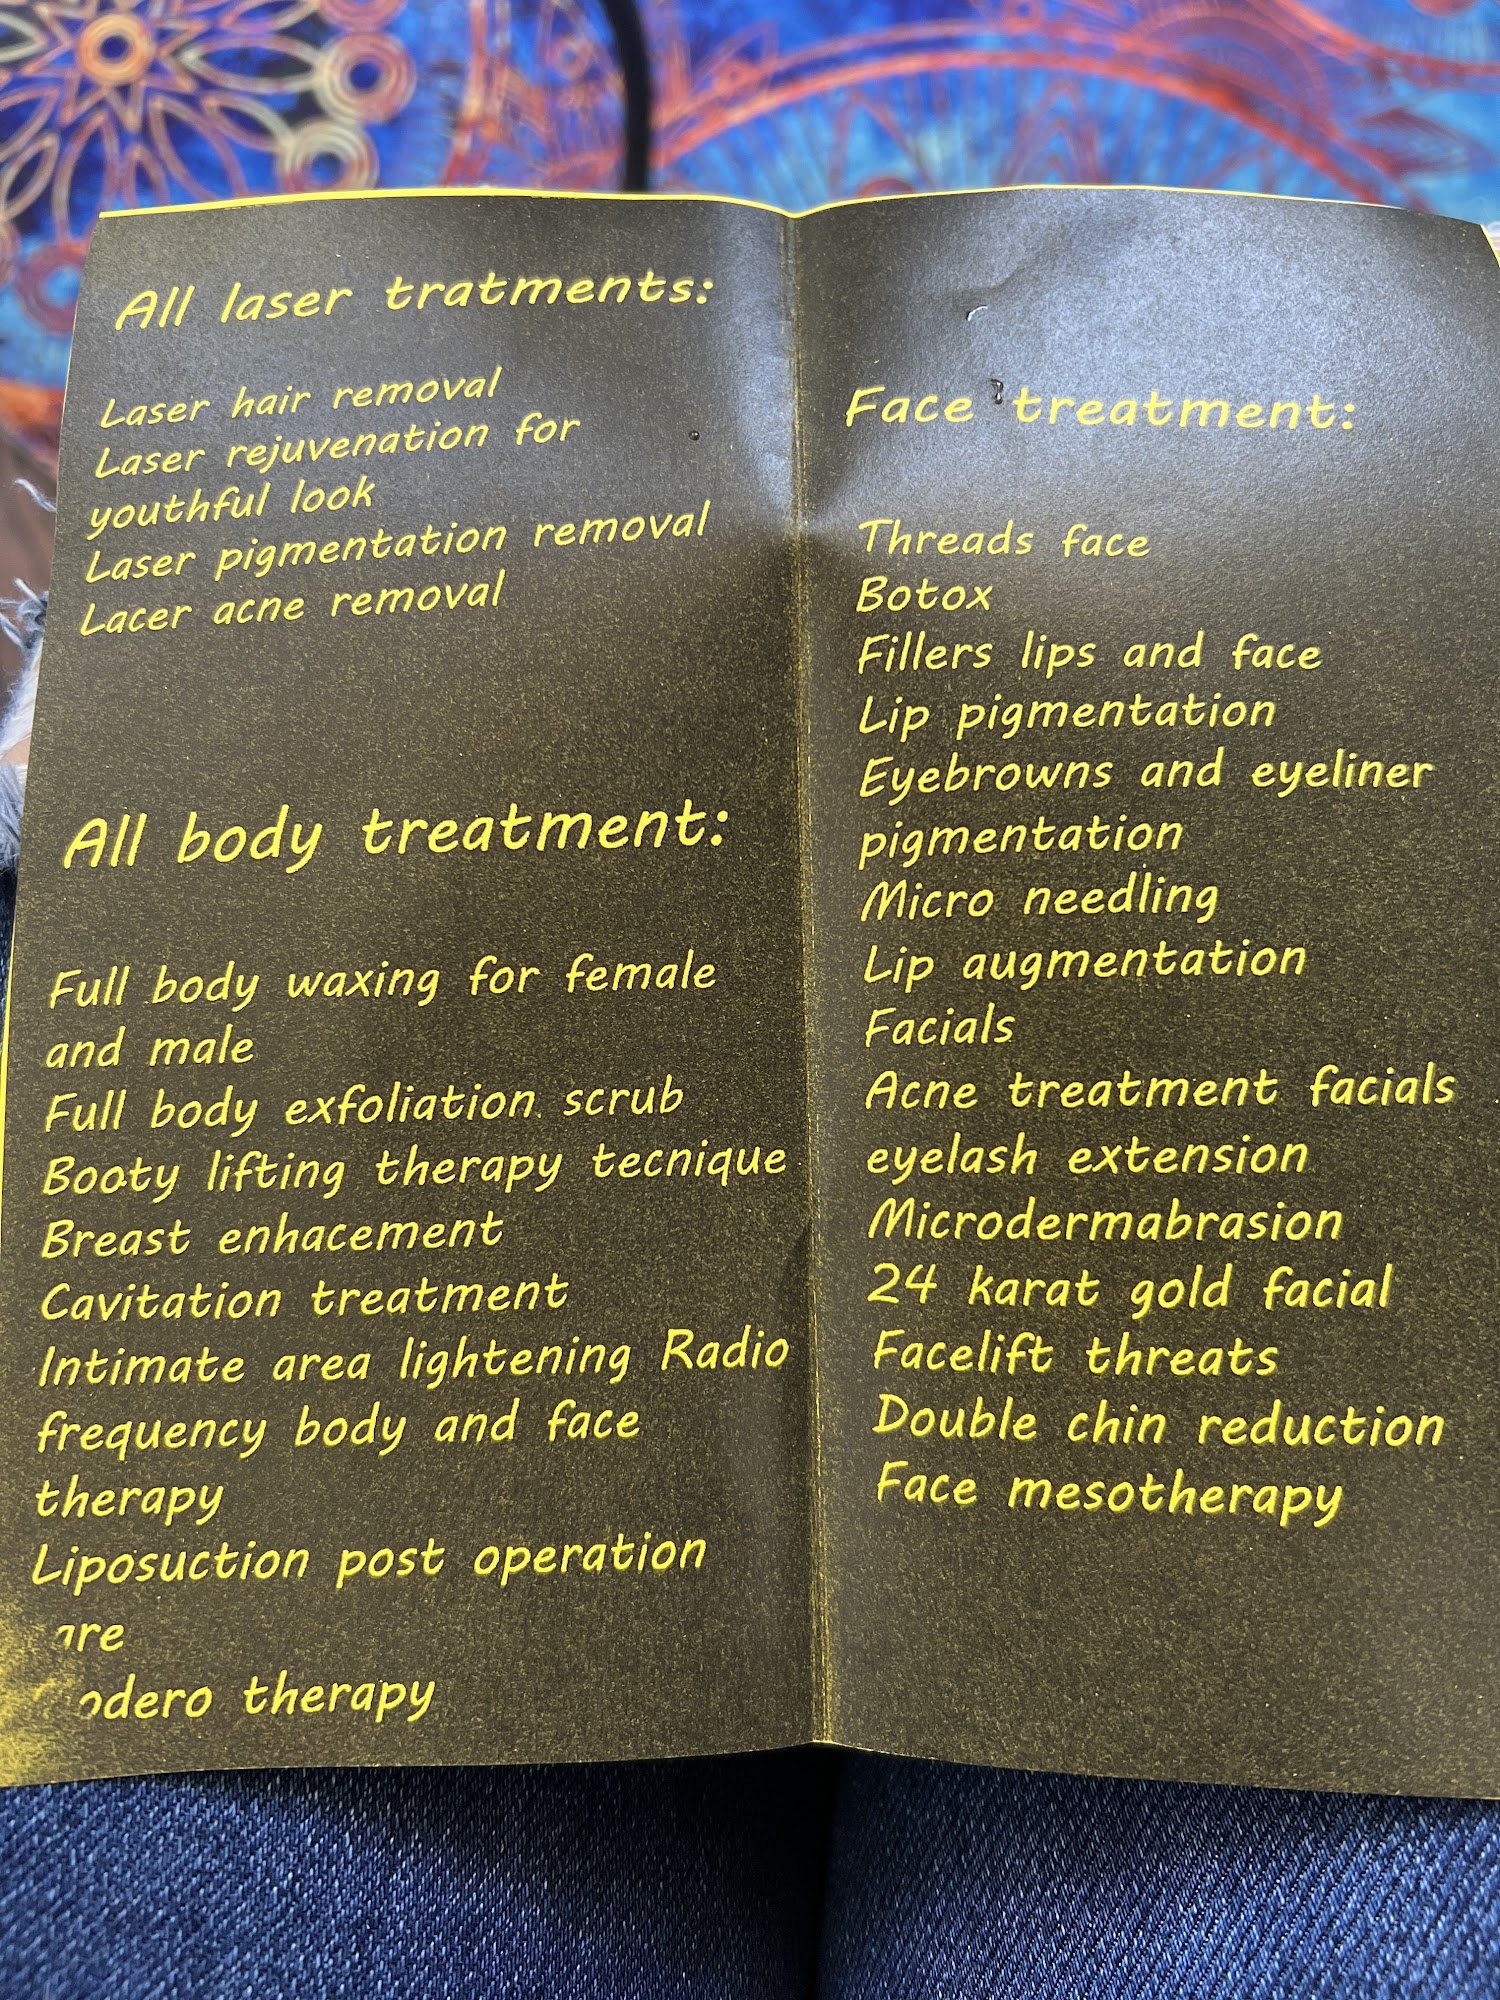 All laser tratments:
Laser hair removal
Laser rejuvenation for
youthful look
Laser pigmentation removal
Lacer acne removal
All body treatment:
Full body waxing for female
and male
Full body exfoliation scrub
Booty lifting therapy tecnique
Breast enhacement
Cavitation treatment
Intimate area lightening Radio
frequency body and face
therapy
Liposuction post operation
therapy
Face treatment:
Threads face
Botox
Fillers lips and face
Lip pigmentation
Eyebrowns and eyeliner
pigmentation
Micro needling
Lip augmentation
Facials
Acne treatment facials
eyelash extension
Microdermabrasion
24 karat gold facial
Facelift threats
Double chin reduction
Face mesotherapy